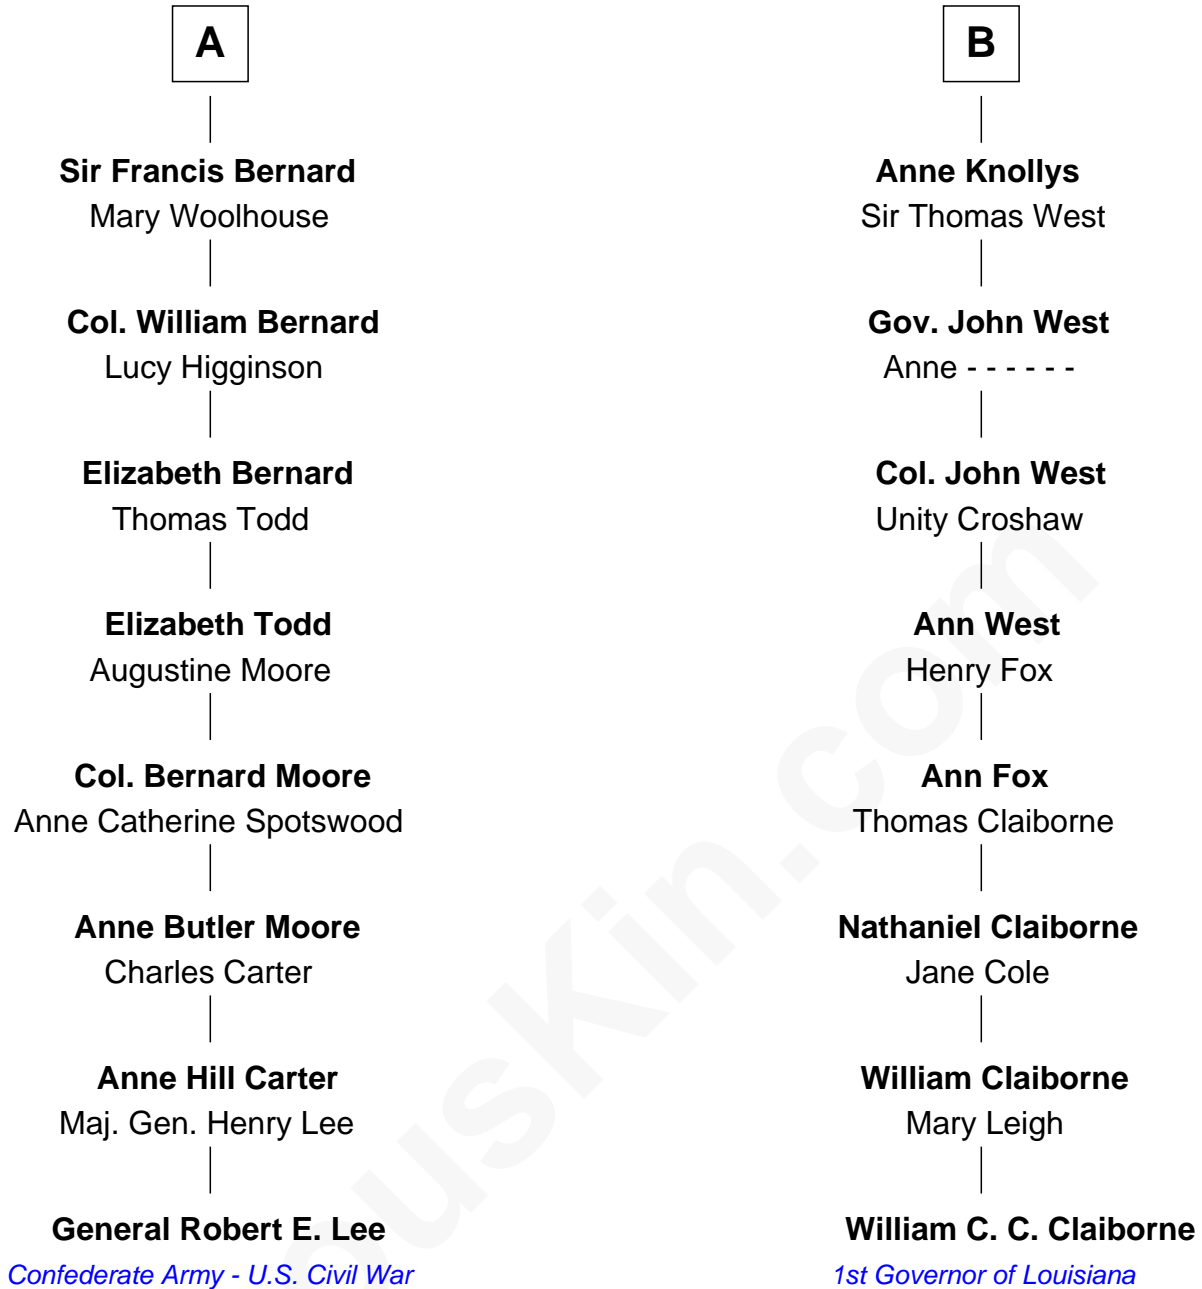 A
Sir Francis Bernard
Mary Woolhouse
Col. William Bernard
Lucy Higginson
Elizabeth Bernard
Thomas Todd
Elizabeth Todd
Augustine Moore
Col. Bernard Moore
Anne Catherine Spotswood
Anne Butler Moore
Charles Carter
Anne Hill Carter
Maj. Gen. Henry Lee
General Robert E. Lee
Confederate Army - U.S. Civil War
B
Anne Knollys
Sir Thomas West
Gov. John West
Anne - - - - - -
Col. John West
Unity Croshaw
Ann West
Henry Fox
Ann Fox
Thomas Claiborne
Nathaniel Claiborne
Jane Cole
William Claiborne
Mary Leigh
William C. C. Claiborne
1st Governor of Louisiana
ouskin.com